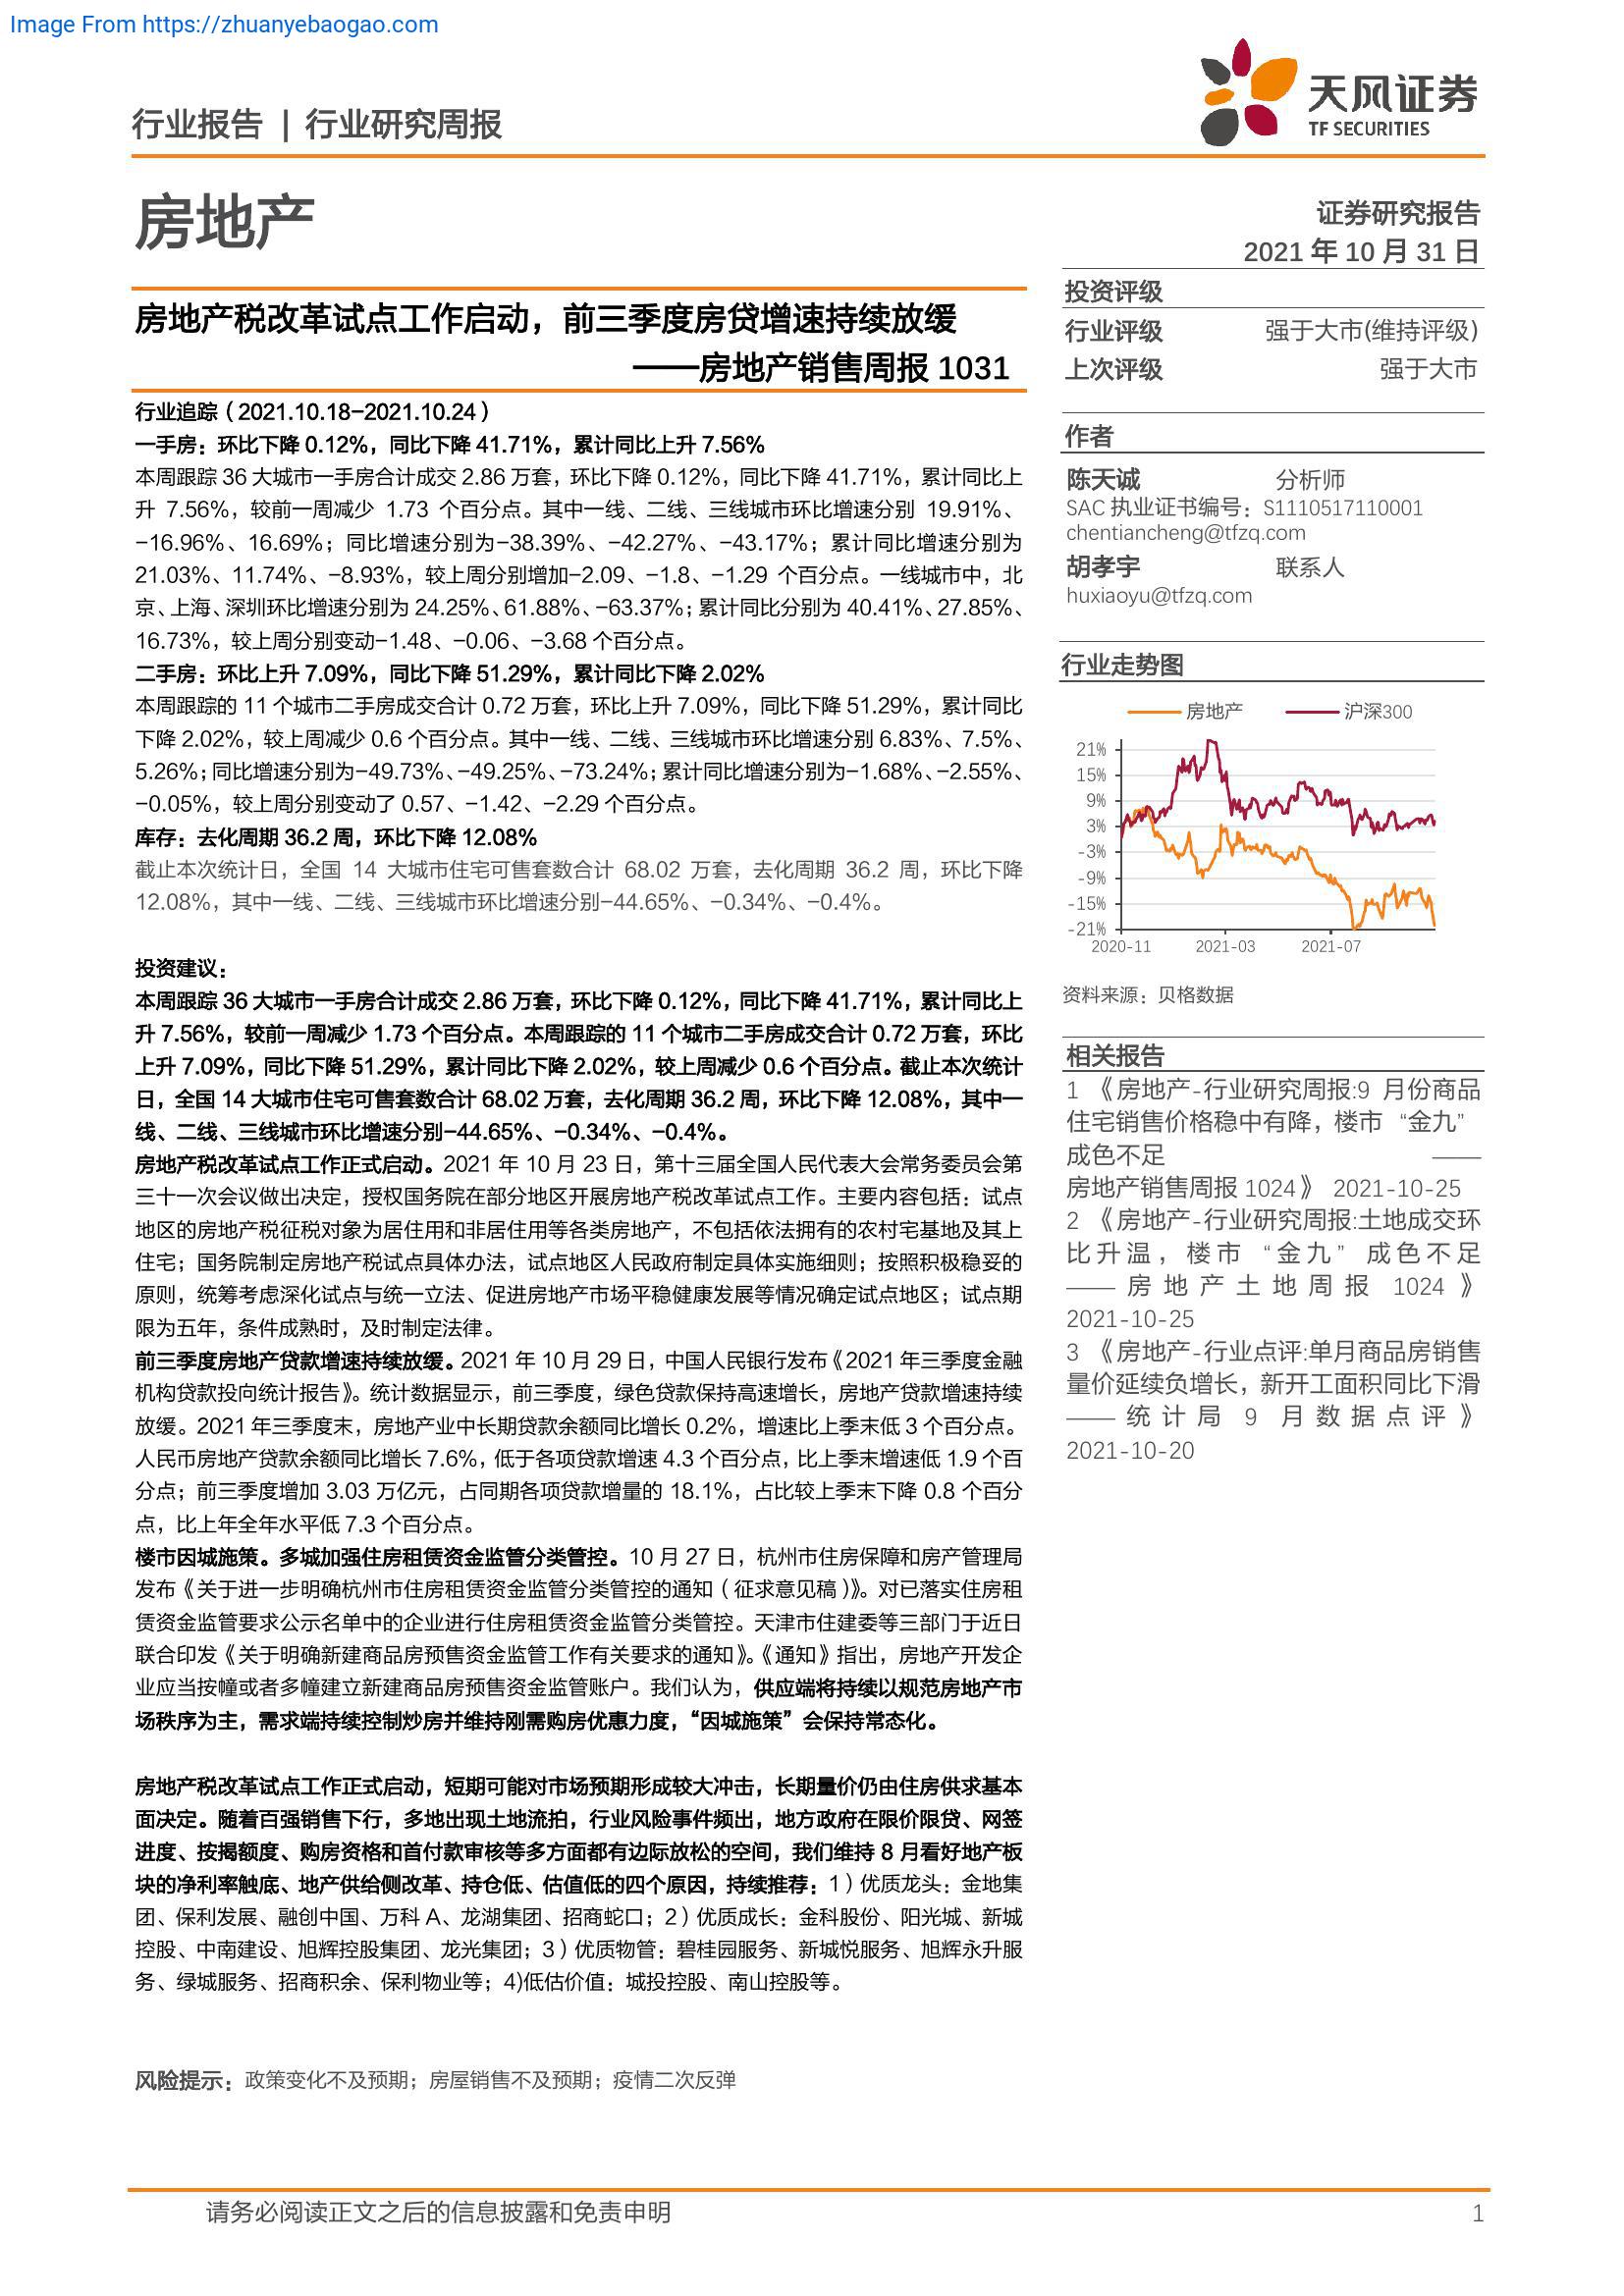 Image From https://zhuanyebaogao.com
行业报告 | 行业研究周报
天风证券
TF SECURITIES
房地产
证券研究报告
2021 年 10 月 31 日
房地产税改革试点工作启动，前三季度房贷增速持续放缓
——房地产销售周报 1031
行业追踪（2021.10.18-2021.10.24）
一手房：环比下降 0.12%，同比下降 41.71%，累计同比上升 7.56%
本周跟踪 36 大城市一手房合计成交 2.86 万套，环比下降 0.12%，同比下降 41.71%，累计同比上
升 7.56%，较前一周减少 1.73 个百分点。其中一线、二线、三线城市环比增速分别 19.91%、
-16.96%、16.69%；同比增速分别为-38.39%、-42.27%、-43.17%；累计同比增速分别为
21.03%、11.74%、-8.93%，较上周分别增加-2.09、-1.8、-1.29 个百分点。一线城市中，北
京、上海、深圳环比增速分别为 24.25%、61.88%、-63.37%；累计同比分别为 40.41%、27.85%、
16.73%，较上周分别变动-1.48、-0.06、-3.68 个百分点。
二手房：环比上升 7.09%，同比下降 51.29%，累计同比下降 2.02%
本周跟踪的 11 个城市二手房成交合计 0.72 万套，环比上升 7.09%，同比下降 51.29%，累计同比
下降 2.02%，较上周减少 0.6 个百分点。其中一线、二线、三线城市环比增速分别 6.83%、7.5%、
5.26%；同比增速分别为-49.73%、-49.25%、-73.24%；累计同比增速分别为-1.68%、-2.55%、
-0.05%，较上周分别变动了 0.57、-1.42、-2.29 个百分点。
库存：去化周期 36.2 周，环比下降 12.08%
截止本次统计日，全国 14 大城市住宅可售套数合计 68.02 万套，去化周期 36.2 周，环比下降
12.08%，其中一线、二线、三线城市环比增速分别-44.65%、-0.34%、-0.4%。
投资建议：
本周跟踪 36 大城市一手房合计成交 2.86 万套，环比下降 0.12%，同比下降 41.71%，累计同比上
升 7.56%，较前一周减少 1.73 个百分点。本周跟踪的 11 个城市二手房成交合计 0.72 万套，环比
上升 7.09%，同比下降 51.29%，累计同比下降 2.02%，较上周减少 0.6 个百分点。截止本次统计
日，全国 14 大城市住宅可售套数合计 68.02 万套，去化周期 36.2 周，环比下降 12.08%，其中一
线、二线、三线城市环比增速分别-44.65%、-0.34%、-0.4%。
房地产税改革试点工作正式启动。2021 年 10 月 23 日，第十三届全国人民代表大会常务委员会第
三十一次会议做出决定，授权国务院在部分地区开展房地产税改革试点工作。主要内容包括：试点
地区的房地产税征税对象为居住用和非居住用等各类房地产，不包括依法拥有的农村宅基地及其上
住宅；国务院制定房地产税试点具体办法，试点地区人民政府制定具体实施细则；按照积极稳妥的
原则，统筹考虑深化试点与统一立法、促进房地产市场平稳健康发展等情况确定试点地区；试点期
限为五年，条件成熟时，及时制定法律。
前三季度房地产贷款增速持续放缓。2021 年 10 月 29 日，中国人民银行发布《2021 年三季度金融
机构贷款投向统计报告》。统计数据显示，前三季度，绿色贷款保持高速增长，房地产贷款增速持续
放缓。2021 年三季度末，房地产业中长期贷款余额同比增长 0.2%，增速比上季末低 3 个百分点。
人民币房地产贷款余额同比增长 7.6%，低于各项贷款增速 4.3 个百分点，比上季末增速低 1.9 个百
分点；前三季度增加 3.03 万亿元，占同期各项贷款增量的 18.1%，占比较上季末下降 0.8 个百分
点，比上年全年水平低 7.3 个百分点。
楼市因城施策。多城加强住房租赁资金监管分类管控。10 月 27 日，杭州市住房保障和房产管理局
发布《关于进一步明确杭州市住房租赁资金监管分类管控的通知（征求意见稿）》。对已落实住房租
赁资金监管要求公示名单中的企业进行住房租赁资金监管分类管控。天津市住建委等三部门于近日
联合印发《关于明确新建商品房预售资金监管工作有关要求的通知》。《通知》指出，房地产开发企
业应当按幢或者多幢建立新建商品房预售资金监管账户。我们认为，供应端将持续以规范房地产市
场秩序为主，需求端持续控制炒房并维持刚需购房优惠力度，“因城施策”会保持常态化。
房地产税改革试点工作正式启动，短期可能对市场预期形成较大冲击，长期量价仍由住房供求基本
面决定。随着百强销售下行，多地出现土地流拍，行业风险事件频出，地方政府在限价限贷、网签
进度、按揭额度、购房资格和首付款审核等多方面都有边际放松的空间，我们维持 8 月看好地产板
块的净利率触底、地产供给侧改革、持仓低、估值低的四个原因，持续推荐：1）优质龙头：金地集
团、保利发展、融创中国、万科 A、龙湖集团、招商蛇口；2）优质成长：金科股份、阳光城、新城
控股、中南建设、旭辉控股集团、龙光集团；3）优质物管：碧桂园服务、新城悦服务、旭辉永升服
务、绿城服务、招商积余、保利物业等；4)低估价值：城投控股、南山控股等。
风险提示：政策变化不及预期；房屋销售不及预期；疫情二次反弹
投资评级
行业评级 强于大市(维持评级)
上次评级 强于大市
作者
陈天诚 分析师
SAC 执业证书编号：S1110517110001
chentiancheng@tfzq.com
胡孝宇 联系人
huxiaoyu@tfzq.com
行业走势图
房地产 沪深300
21%
15%
9%
3%
-3%
-9%
-15%
-21%
2020-11 2021-03 2021-07
资料来源：贝格数据
相关报告
1 《房地产-行业研究周报:9 月份商品
住宅销售价格稳中有降，楼市 “金九”
成色不足 ——
房地产销售周报 1024》 2021-10-25
2 《房地产-行业研究周报:土地成交环
比升温，楼市 “金九” 成色不足
——房地产土地周报 1024》
2021-10-25
3 《房地产-行业点评:单月商品房销售
量价延续负增长，新开工面积同比下滑
——统计局 9 月数据点评》
2021-10-20
请务必阅读正文之后的信息披露和免责申明 1